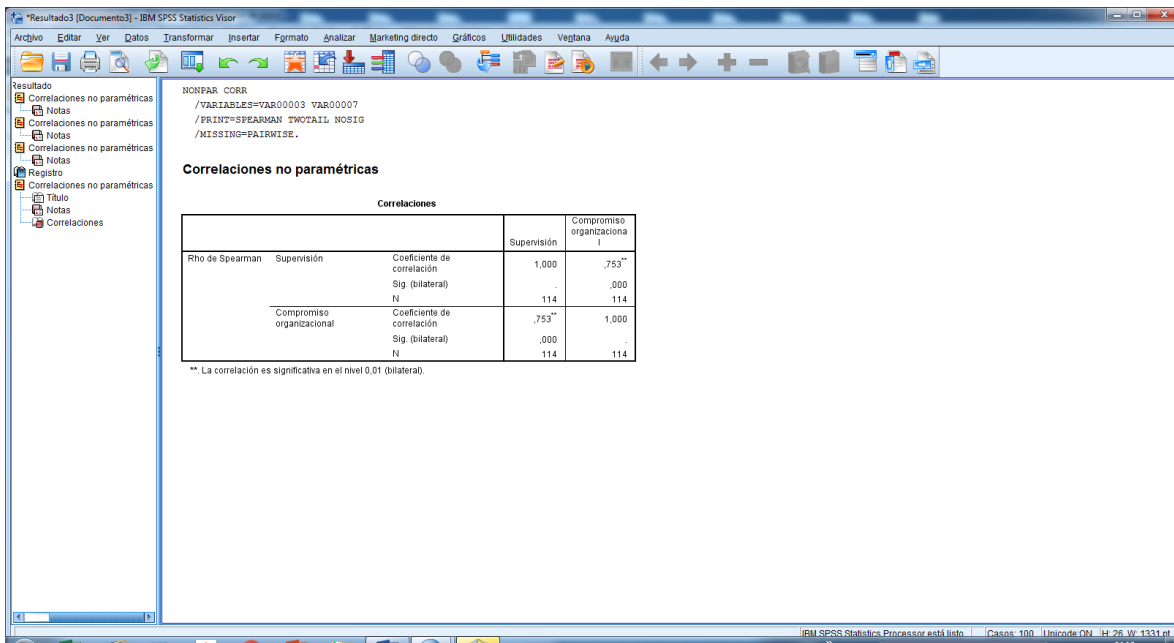 *Resultado3 [Documento3] - IBM SPSS Statistics Visor
Archivo Editar Ver Datos Transformar Insertar Formato Analizar Marketing directo Gráficos Utilidades Ventana Ayuda
Resultado
Correlaciones no paramétricas
Notas
Correlaciones no paramétricas
Notas
Correlaciones no paramétricas
Notas
Registro
Correlaciones no paramétricas
Título
Notas
Correlaciones
NONPAR CORR
/VARIABLES=VAR00003 VAR00007
/PRINT=SPEARMAN TWOTAIL NOSIG
/MISSING=PAIRWISE.
Correlaciones no paramétricas
Correlaciones
Supervisión
Compromiso
organizaciona
l
Rho de Spearman Supervisión Coeficiente de
correlación 1,000 ,753**
Sig. (bilateral) . ,000
N 114 114
Compromiso
organizacional
Coeficiente de
correlación ,753** 1,000
Sig. (bilateral) ,000 .
N 114 114
**. La correlación es significativa en el nivel 0,01 (bilateral).
IBM SPSS Statistics Processor está listo Casos: 100 Unicode:ON H: 26, W: 1331 pt